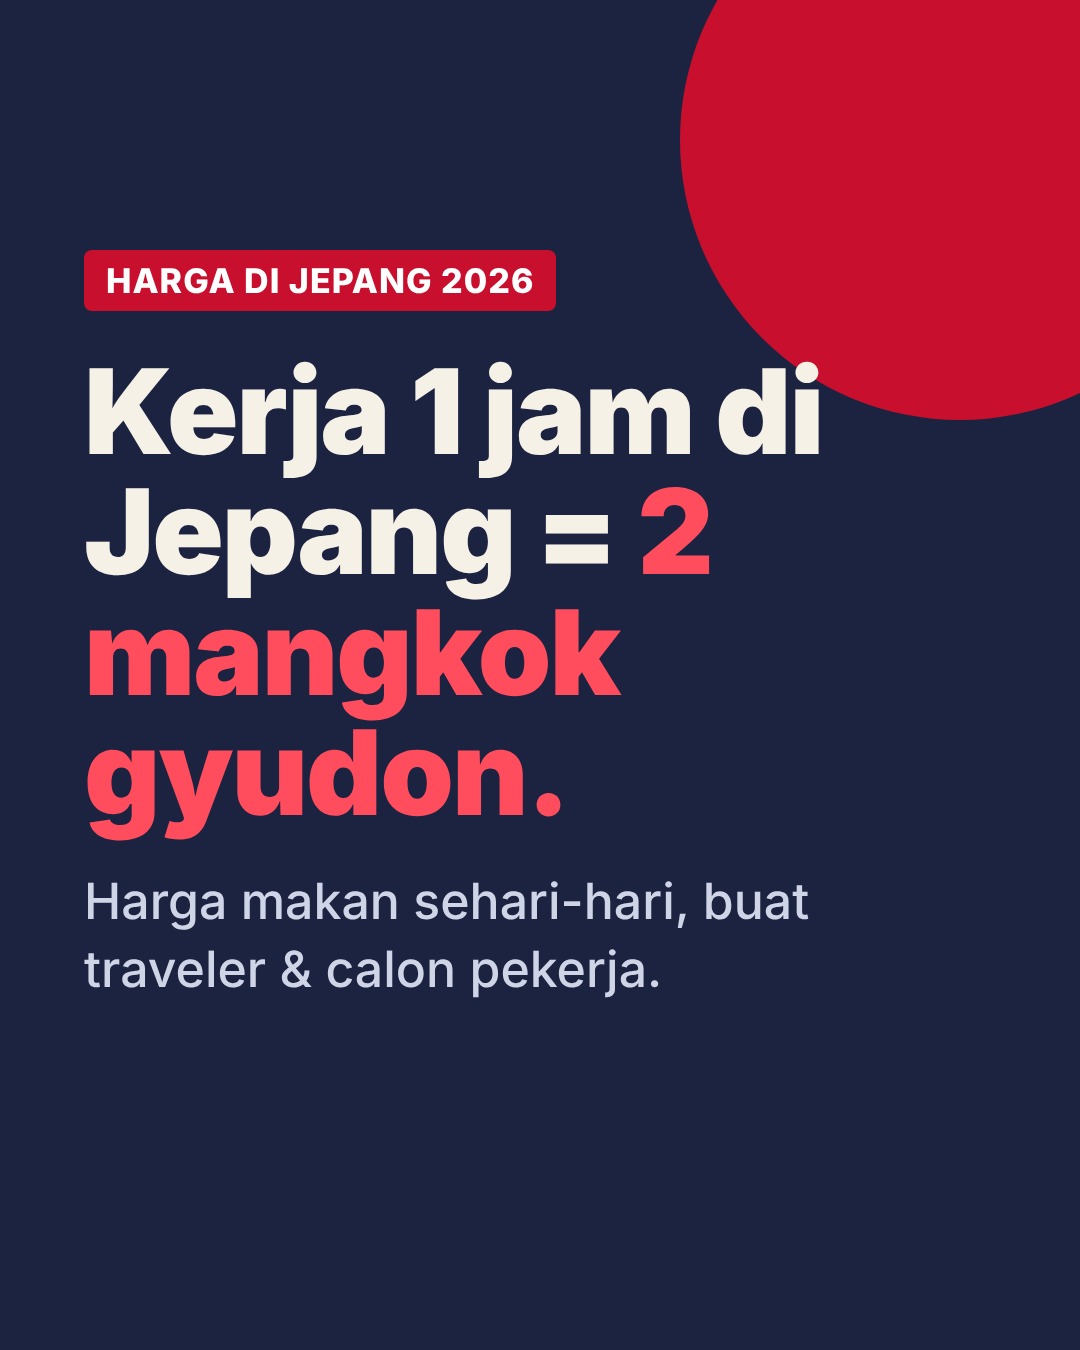 HARGA DI JEPANG 2026
Kerja 1 jam di
Jepang = 2
mangkok
gyudon.
Harga makan sehari-hari, buat
traveler & calon pekerja.